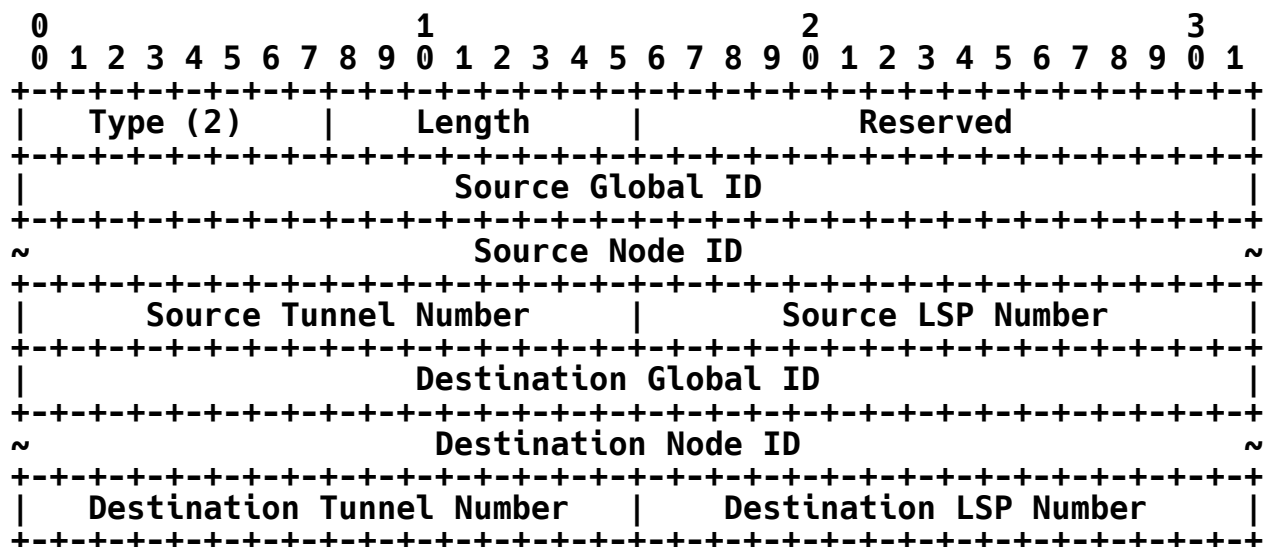 0                   1                   2                   3
 0 1 2 3 4 5 6 7 8 9 0 1 2 3 4 5 6 7 8 9 0 1 2 3 4 5 6 7 8 9 0 1
+-+-+-+-+-+-+-+-+-+-+-+-+-+-+-+-+-+-+-+-+-+-+-+-+-+-+-+-+-+-+-+-+
|   Type (2)    |    Length     |           Reserved            |
+-+-+-+-+-+-+-+-+-+-+-+-+-+-+-+-+-+-+-+-+-+-+-+-+-+-+-+-+-+-+-+-+
|                      Source Global ID                         |
+-+-+-+-+-+-+-+-+-+-+-+-+-+-+-+-+-+-+-+-+-+-+-+-+-+-+-+-+-+-+-+-+
~                       Source Node ID                          ~
+-+-+-+-+-+-+-+-+-+-+-+-+-+-+-+-+-+-+-+-+-+-+-+-+-+-+-+-+-+-+-+-+
|      Source Tunnel Number     |       Source LSP Number       |
+-+-+-+-+-+-+-+-+-+-+-+-+-+-+-+-+-+-+-+-+-+-+-+-+-+-+-+-+-+-+-+-+
|                    Destination Global ID                      |
+-+-+-+-+-+-+-+-+-+-+-+-+-+-+-+-+-+-+-+-+-+-+-+-+-+-+-+-+-+-+-+-+
~                     Destination Node ID                       ~
+-+-+-+-+-+-+-+-+-+-+-+-+-+-+-+-+-+-+-+-+-+-+-+-+-+-+-+-+-+-+-+-+
|   Destination Tunnel Number   |    Destination LSP Number     |
+-+-+-+-+-+-+-+-+-+-+-+-+-+-+-+-+-+-+-+-+-+-+-+-+-+-+-+-+-+-+-+-+